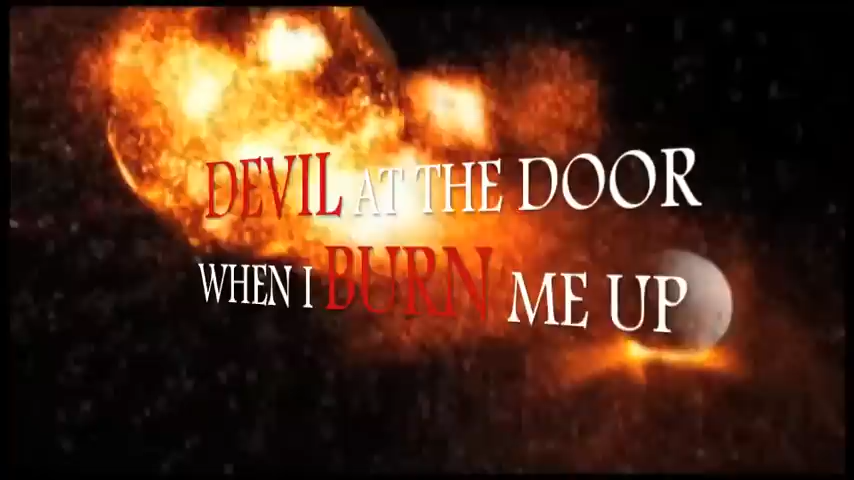 DEVIL AT THE DOOR
WHEN I BURN ME UP